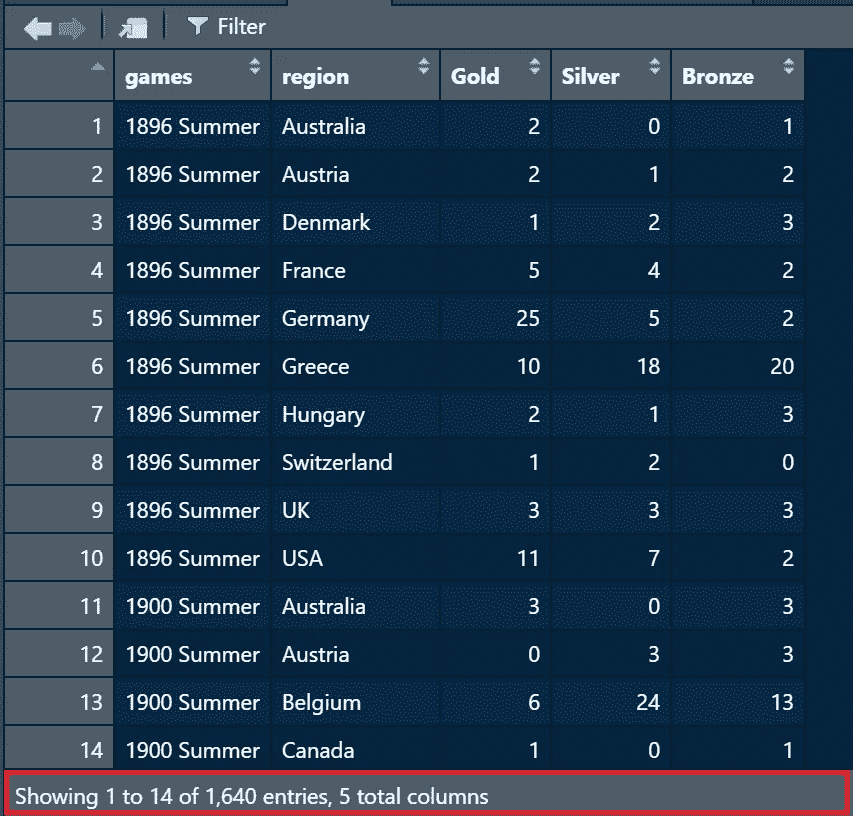 Filter
games region Gold Silver Bronze
1 1896 Summer Australia 2 0 1
2 1896 Summer Austria 2 1 2
3 1896 Summer Denmark 1 2 3
4 1896 Summer France 5 4 2
5 1896 Summer Germany 25 5 2
6 1896 Summer Greece 10 18 20
7 1896 Summer Hungary 2 1 3
8 1896 Summer Switzerland 1 2 0
9 1896 Summer UK 3 3 3
10 1896 Summer USA 11 7 2
11 1900 Summer Australia 3 0 3
12 1900 Summer Austria 0 3 3
13 1900 Summer Belgium 6 24 13
14 1900 Summer Canada 1 0 1
Showing 1 to 14 of 1,640 entries, 5 total columns